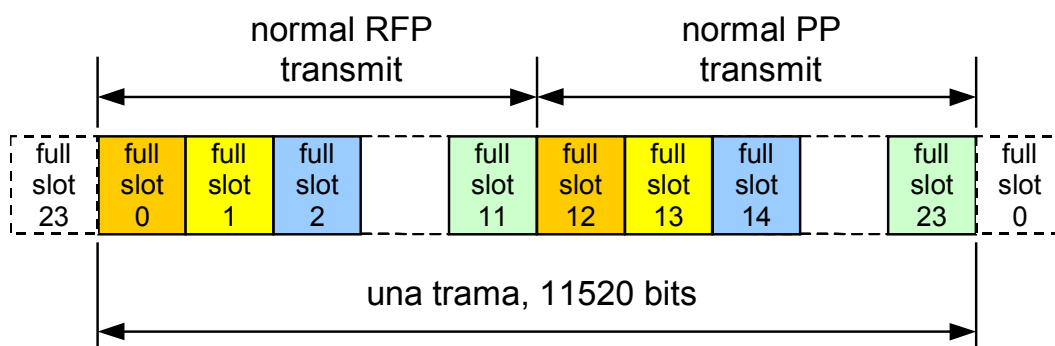 normal RFP
transmit
normal PP
transmit
full
slot
23
full
slot
0
full
slot
1
full
slot
2
full
slot
11
full
slot
12
full
slot
13
full
slot
14
full
slot
23
full
slot
0
una trama, 11520 bits